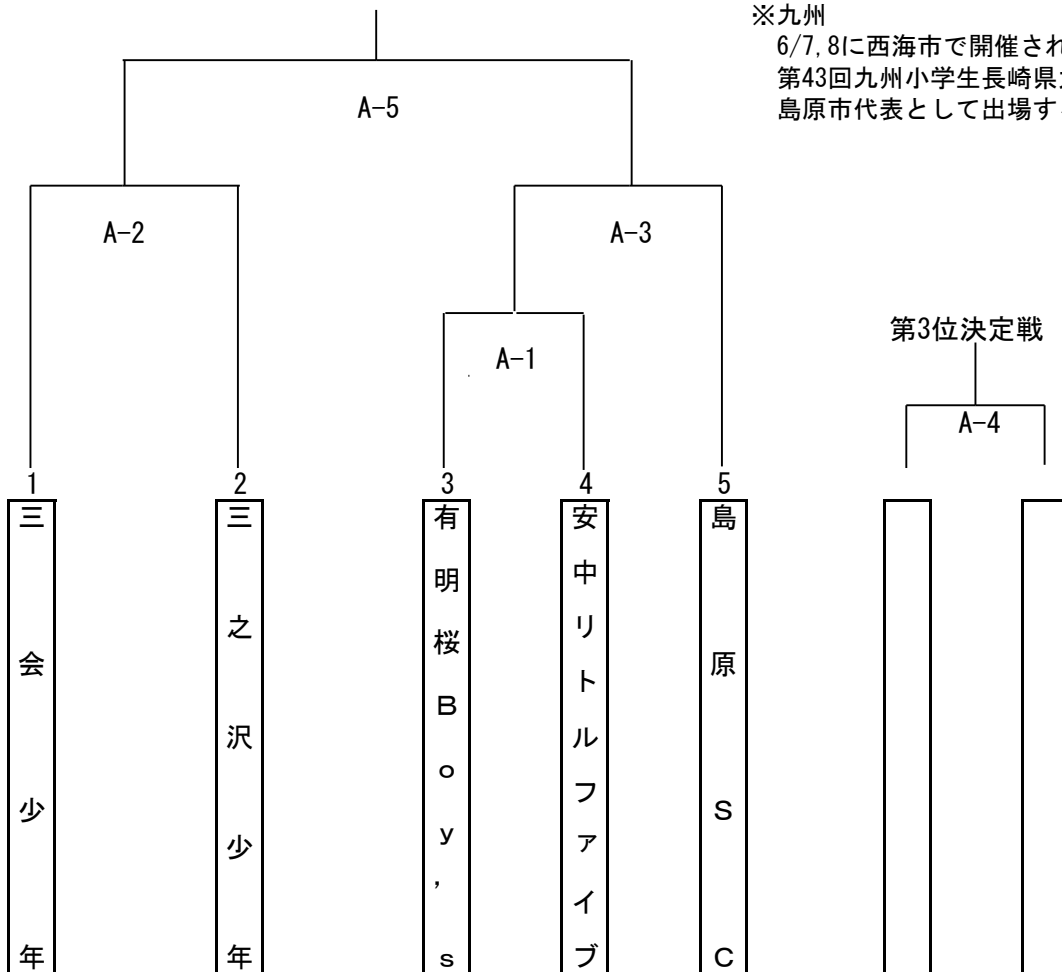 ※九州
6/7,8に西海市で開催され
第43回九州小学生長崎県
島原市代表として出場す
A-5
A-2
A-3
A-1
第3位決定戦
A-4
1
2
3
4
5
三会少年
三之沢少年
有明桜Boy's
安中リトルファイブ
島原SC